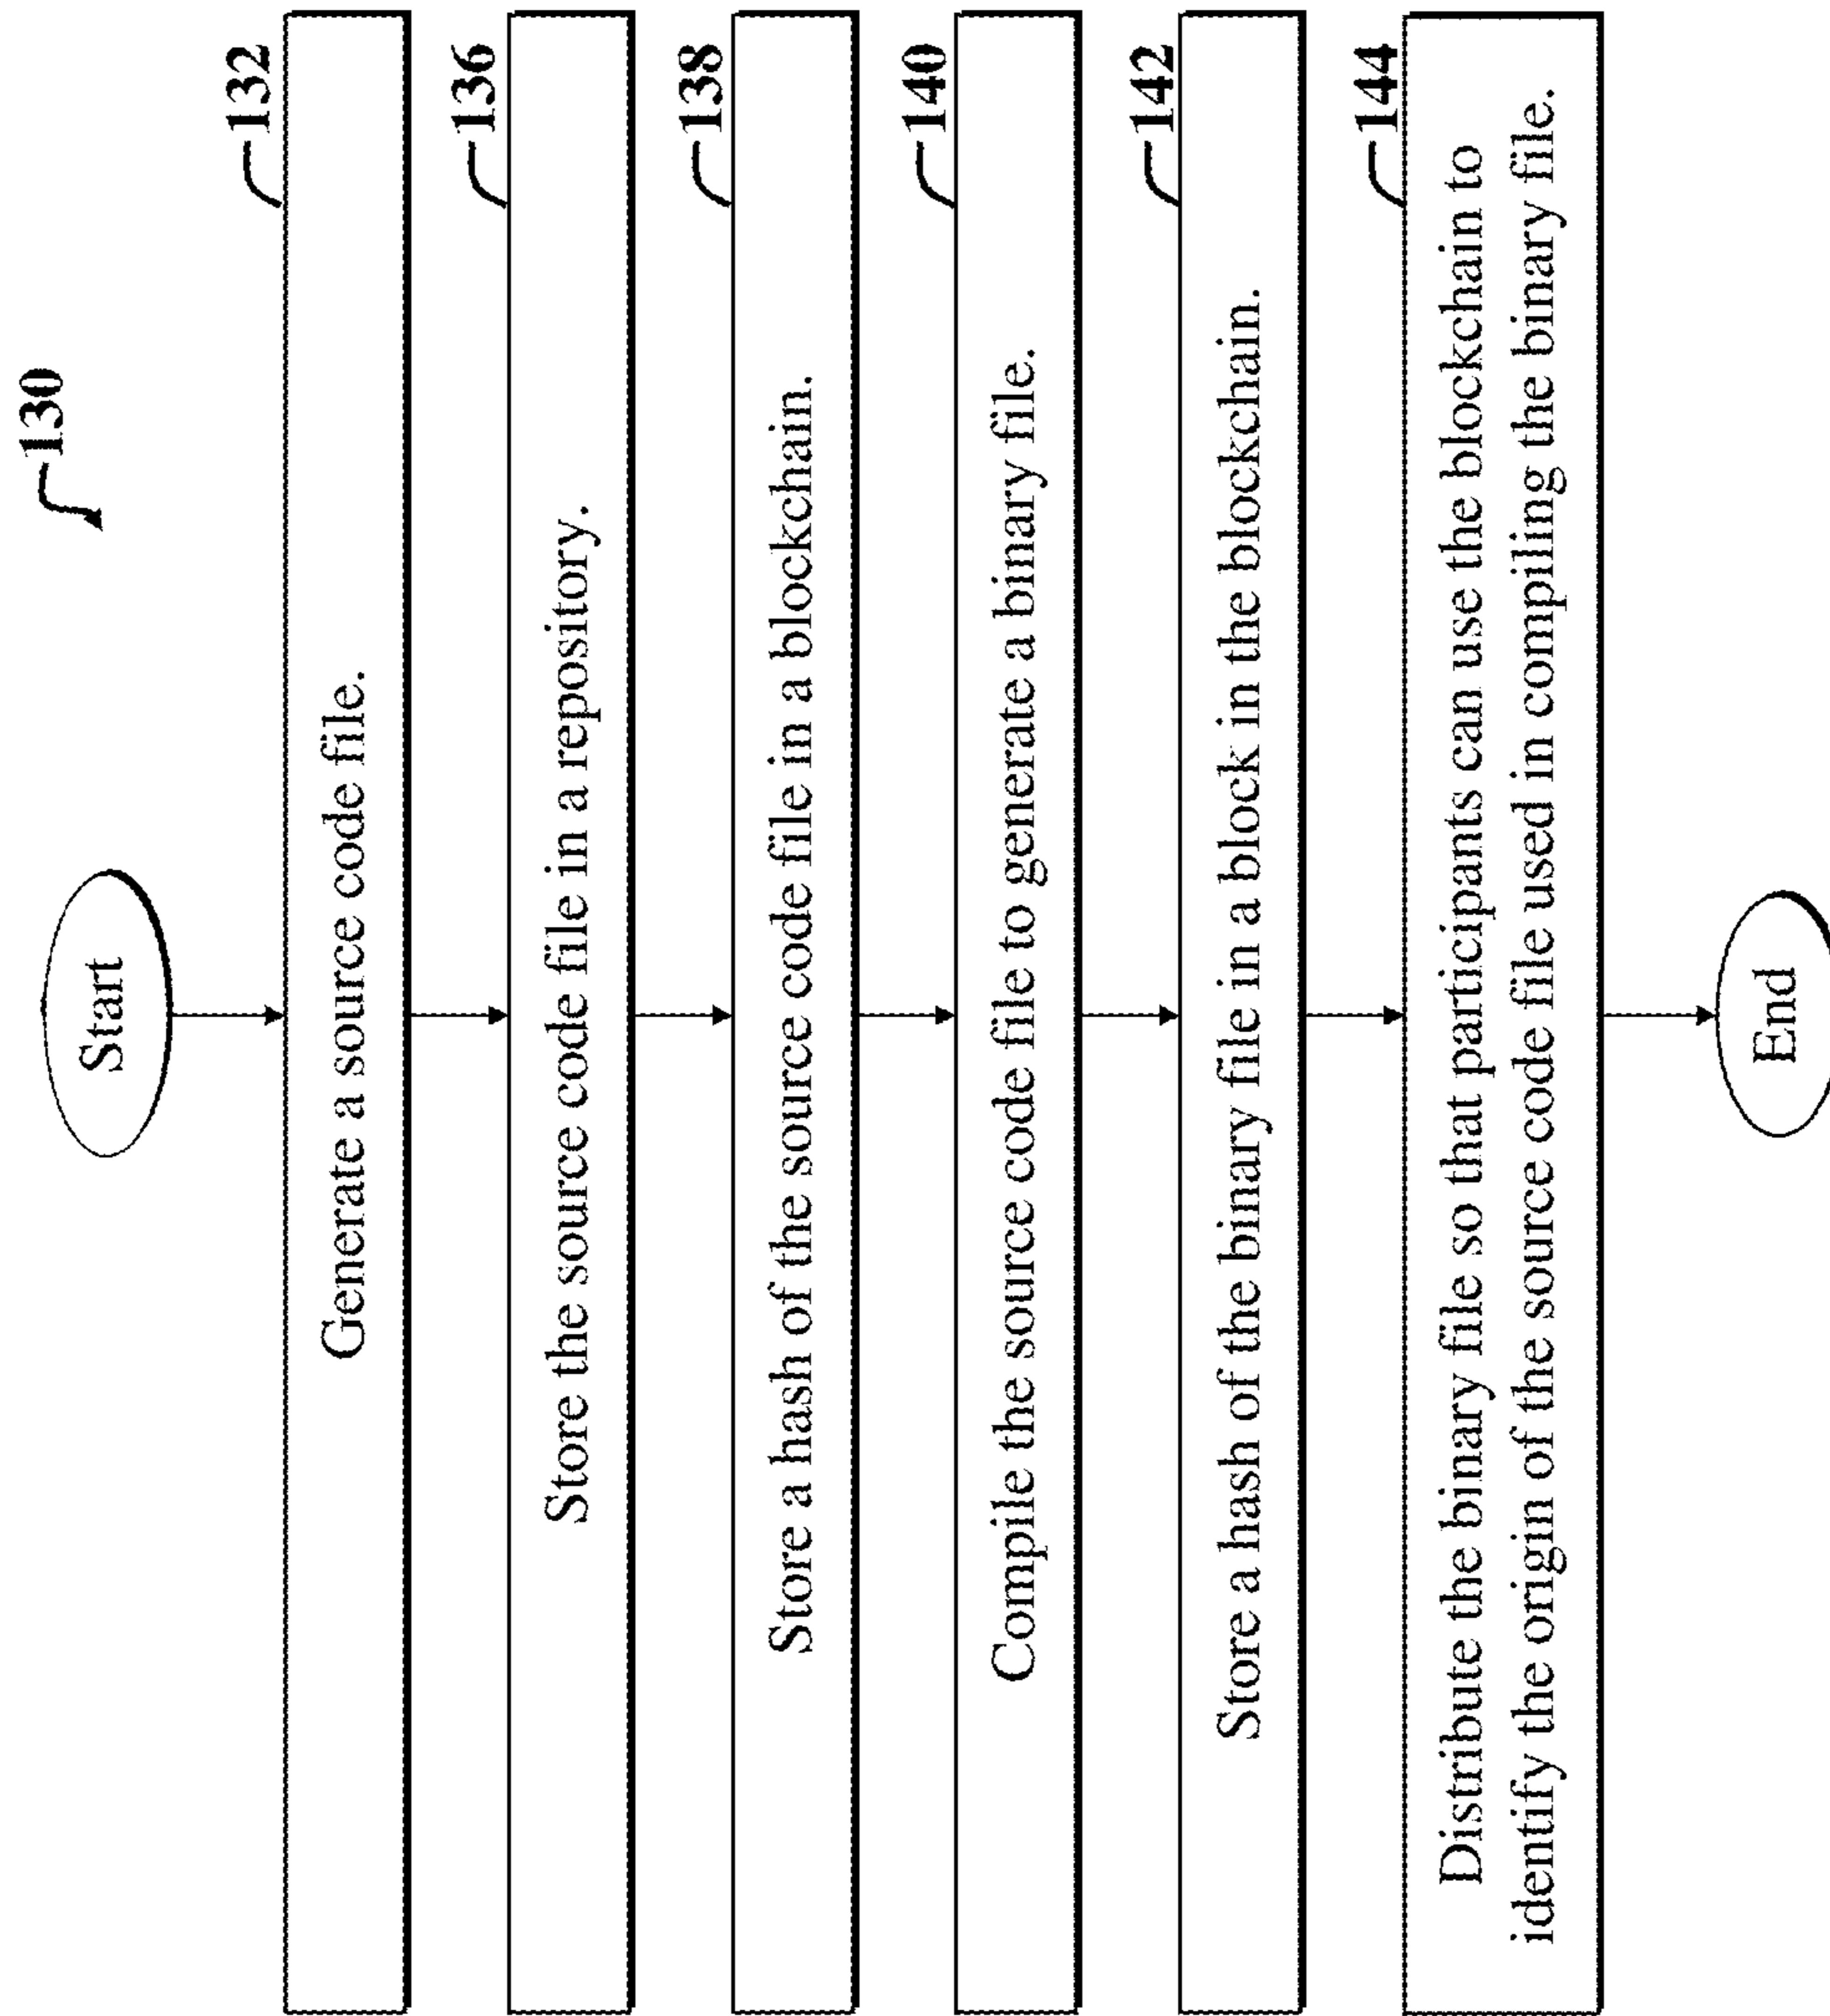 130
Start
132
Generate a source code file.
136
Store the source code file in a repository.
138
Store a hash of the source code file in a blockchain.
140
Compile the source code file to generate a binary file.
142
Store a hash of the binary file in a block in the blockchain.
144
Distribute the binary file so that participants can use the blockchain to
identify the origin of the source code file used in compiling the binary file.
End